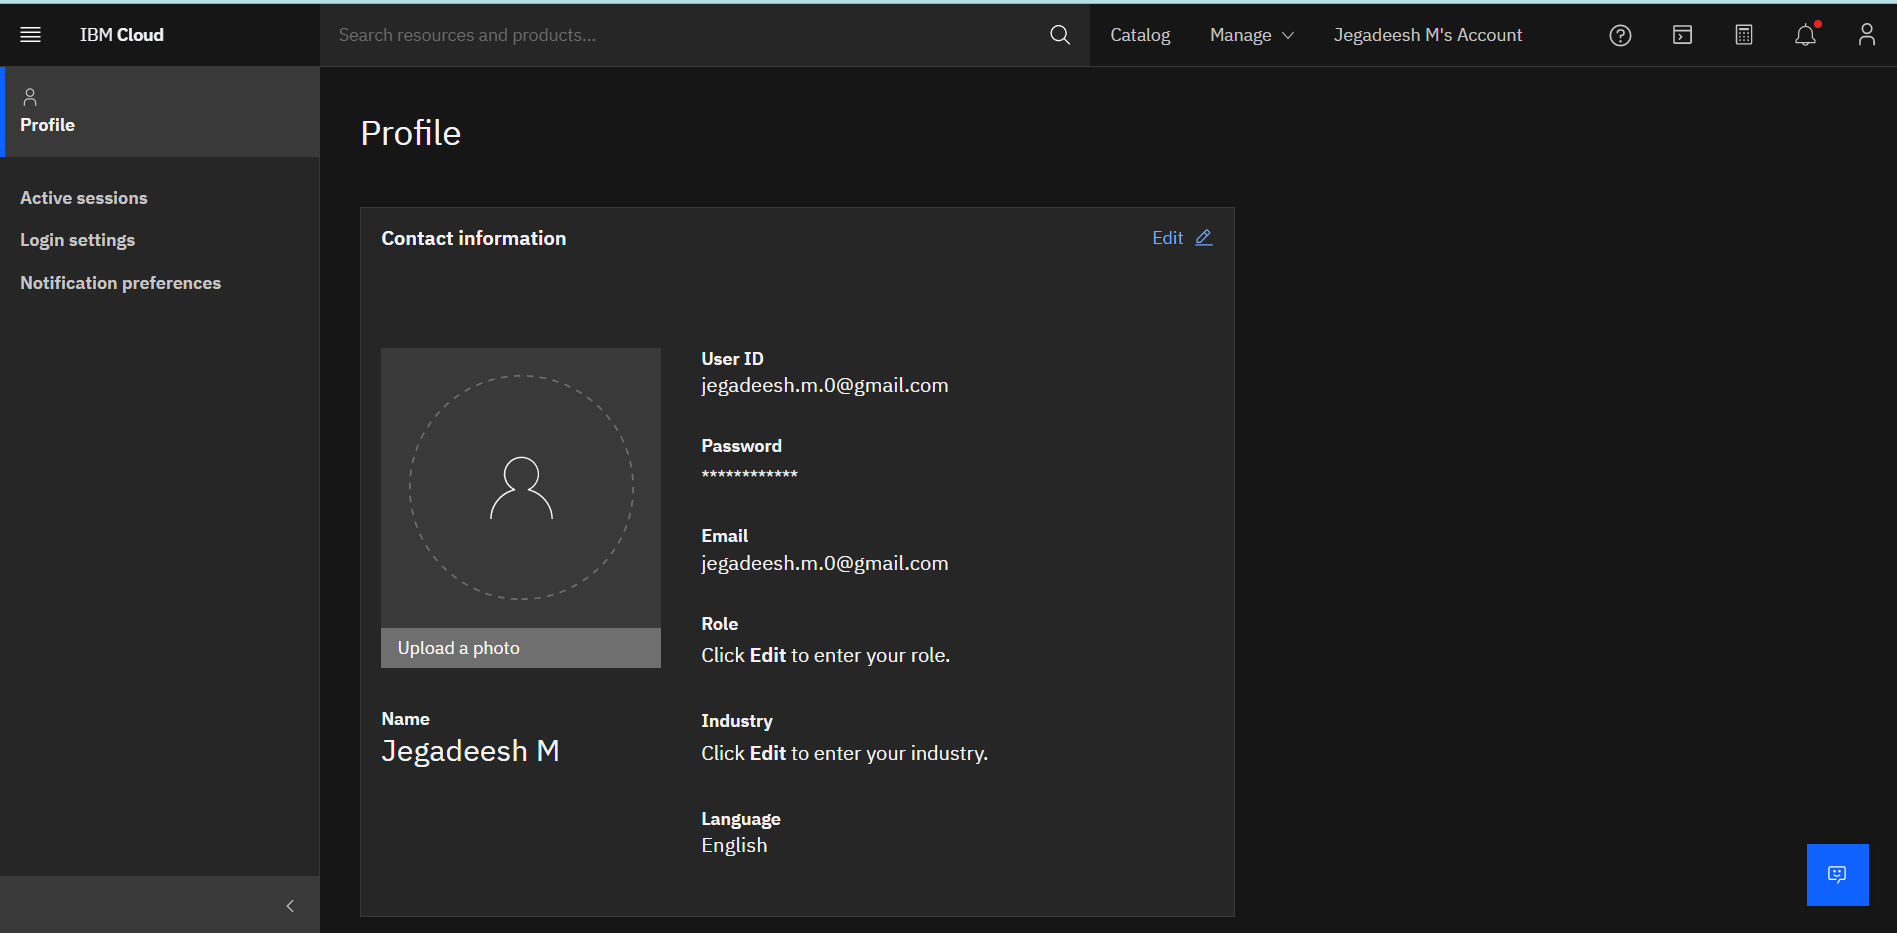 IBM Cloud
Search resources and products...
Catalog
Manage
Jegadeesh M's Account
Profile
Active sessions
Login settings
Notification preferences
Profile
Contact information
Edit
Upload a photo
Name
Jegadeesh M
User ID
jegadeesh.m.0@gmail.com
Password
************
Email
jegadeesh.m.0@gmail.com
Role
Click Edit to enter your role.
Industry
Click Edit to enter your industry.
Language
English